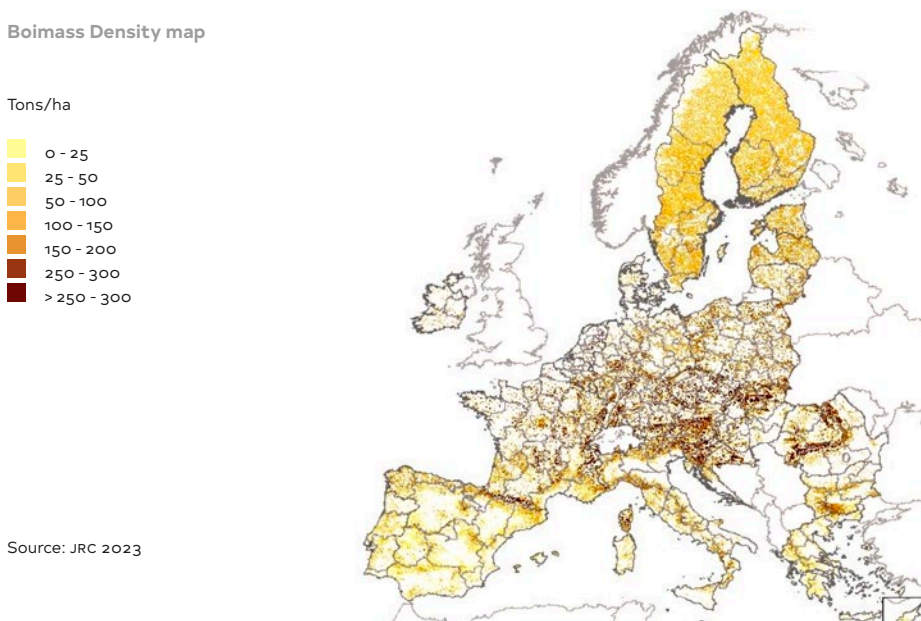 Boimass Density map
Tons/ha
0 - 25
25 - 50
50 - 100
100 - 150
150 - 200
250 - 300
> 250 - 300
Source: JRC 2023